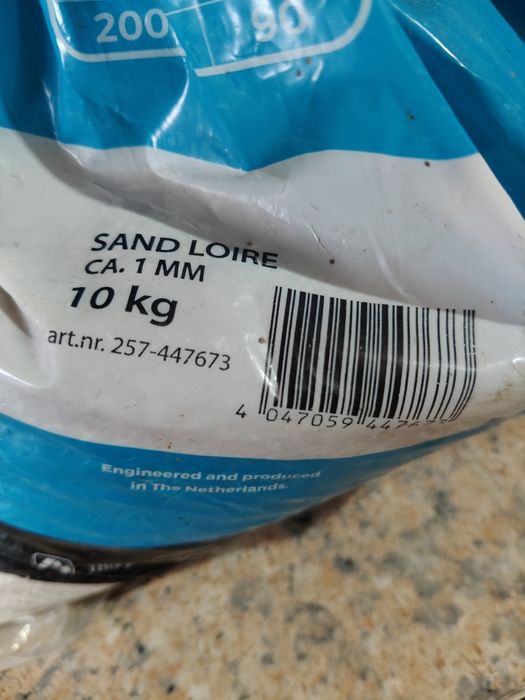 200 90
SAND LOIRE
CA. 1 MM
10 kg
art.nr. 257-447673
4 047059 447673
Engineered and produced
in The Netherlands.